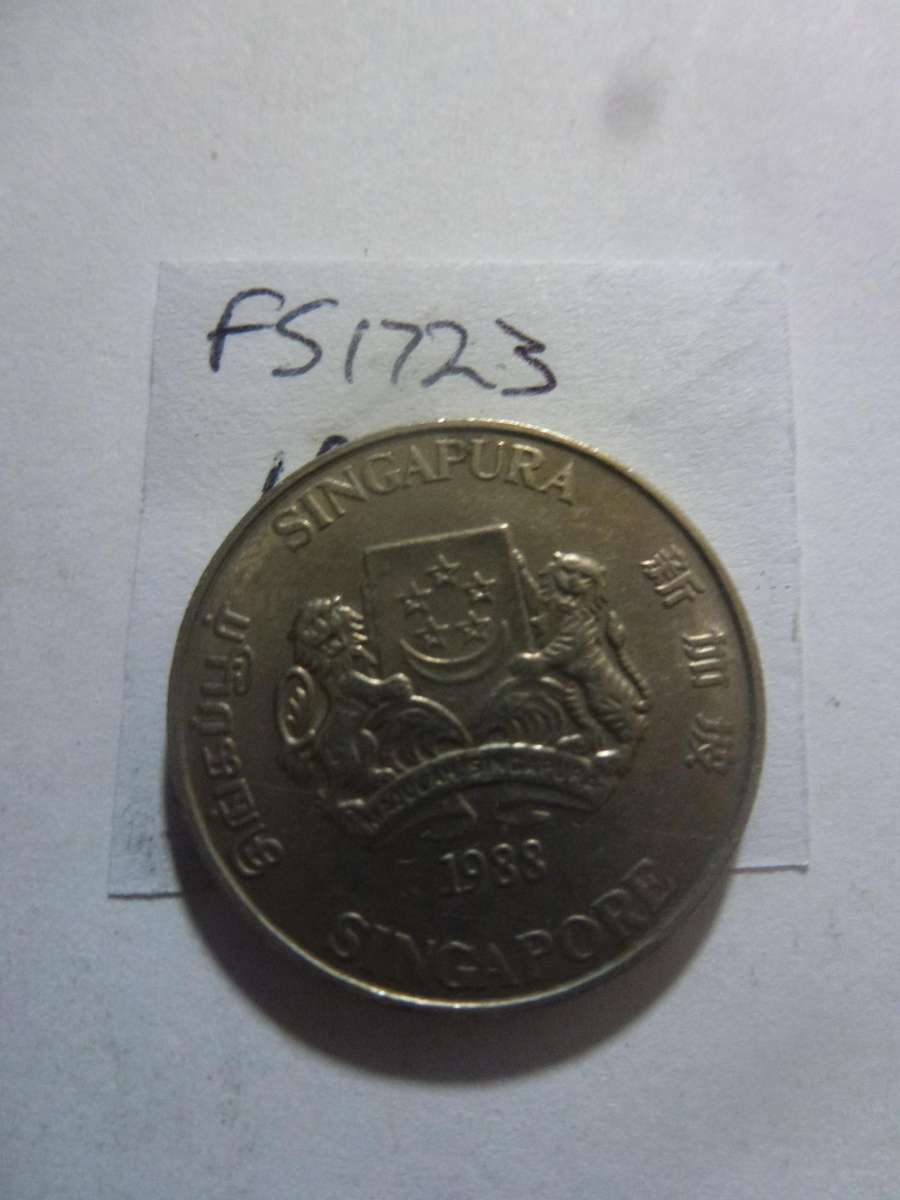 FS1723
SINGAPURA
新加坡
சிங்கப்பூர்
MAJULAH SINGAPURA
1988
SINGAPORE